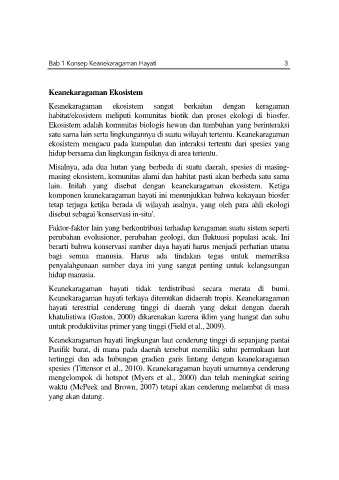 Bab 1 Konsep Keanekaragaman Hayati 3
Keanekaragaman Ekosistem
Keanekaragaman ekosistem sangat berkaitan dengan keragaman
habitat/ekosistem meliputi komunitas biotik dan proses ekologi di biosfer.
Ekosistem adalah komunitas biologis hewan dan tumbuhan yang berinteraksi
satu sama lain serta lingkungannya di suatu wilayah tertentu. Keanekaragaman
ekosistem mengacu pada kumpulan dan interaksi tertentu dari spesies yang
hidup bersama dan lingkungan fisiknya di area tertentu.
Misalnya, ada dua hutan yang berbeda di suatu daerah, spesies di masing-
masing ekosistem, komunitas alami dan habitat pasti akan berbeda satu sama
lain. Inilah yang disebut dengan keanekaragaman ekosistem. Ketiga
komponen keanekaragaman hayati ini menunjukkan bahwa kekayaan biosfer
tetap terjaga ketika berada di wilayah asalnya, yang oleh para ahli ekologi
disebut sebagai 'konservasi in-situ'.
Faktor-faktor lain yang berkontribusi terhadap keragaman suatu sistem seperti
perubahan evolusioner, perubahan geologi, dan fluktuasi populasi acak. Ini
berarti bahwa konservasi sumber daya hayati harus menjadi perhatian utama
bagi semua manusia. Harus ada tindakan tegas untuk memeriksa
penyalahgunaan sumber daya ini yang sangat penting untuk kelangsungan
hidup manusia.
Keanekaragaman hayati tidak terdistribusi secara merata di bumi.
Keanekaragaman hayati terkaya ditemukan didaerah tropis. Keanekaragaman
hayati terestrial cenderung tinggi di daerah yang dekat dengan daerah
khatulistiwa (Gaston, 2000) dikarenakan karena iklim yang hangat dan suhu
untuk produktivitas primer yang tinggi (Field et al., 2009).
Keanekaragaman hayati lingkungan laut cenderung tinggi di sepanjang pantai
Pasifik barat, di mana pada daerah tersebut memiliki suhu permukaan laut
tertinggi dan ada hubungan gradien garis lintang dengan keanekaragaman
spesies (Tittensor et al., 2010). Keanekaragaman hayati umumnya cenderung
mengelompok di hotspot (Myers et al., 2000) dan telah meningkat seiring
waktu (McPeek and Brown, 2007) tetapi akan cenderung melambat di masa
yang akan datang.